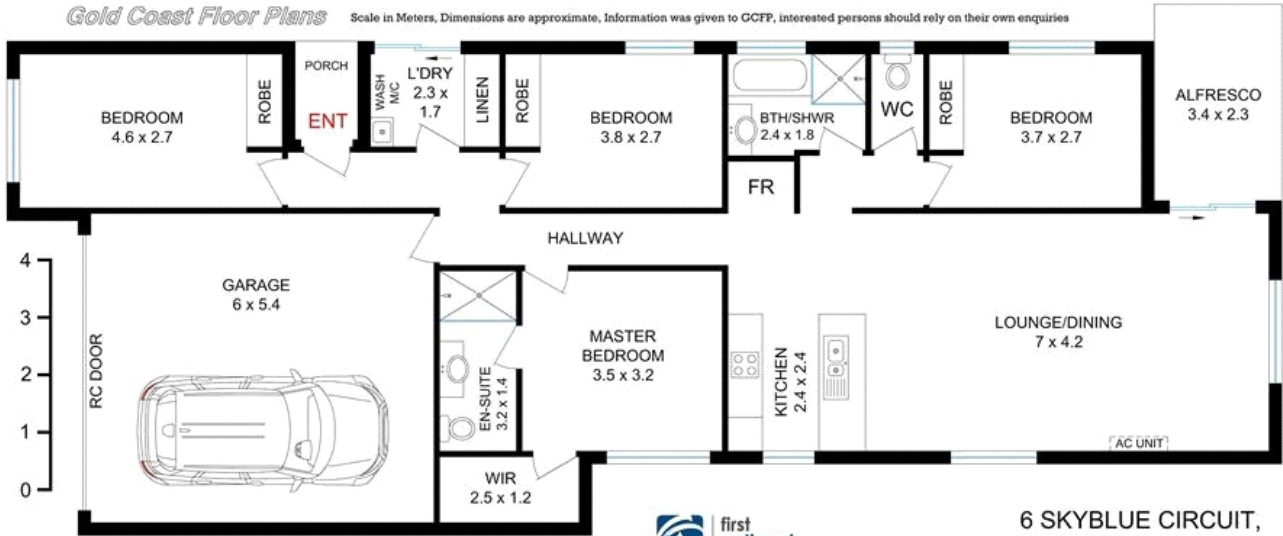 Gold Coast Floor Plans
Scale in Meters, Dimensions are approximate, Information was given to GCFP, interested persons should rely on their own enquiries
BEDROOM
4.6 x 2.7
ROBE
PORCH
ENT
WASH
M/C
L'DRY
2.3 x
1.7
LINEN
ROBE
BEDROOM
3.8 x 2.7
BTH/SHWR
2.4 x 1.8
WC
ROBE
BEDROOM
3.7 x 2.7
ALFRESCO
3.4 x 2.3
FR
HALLWAY
4
3
2
1
0
RC DOOR
GARAGE
6 x 5.4
EN-SUITE
3.2 x 1.4
MASTER
BEDROOM
3.5 x 3.2
KITCHEN
2.4 x 2.4
LOUNGE/DINING
7 x 4.2
AC UNIT
WIR
2.5 x 1.2
first
6 SKYBLUE CIRCUIT,